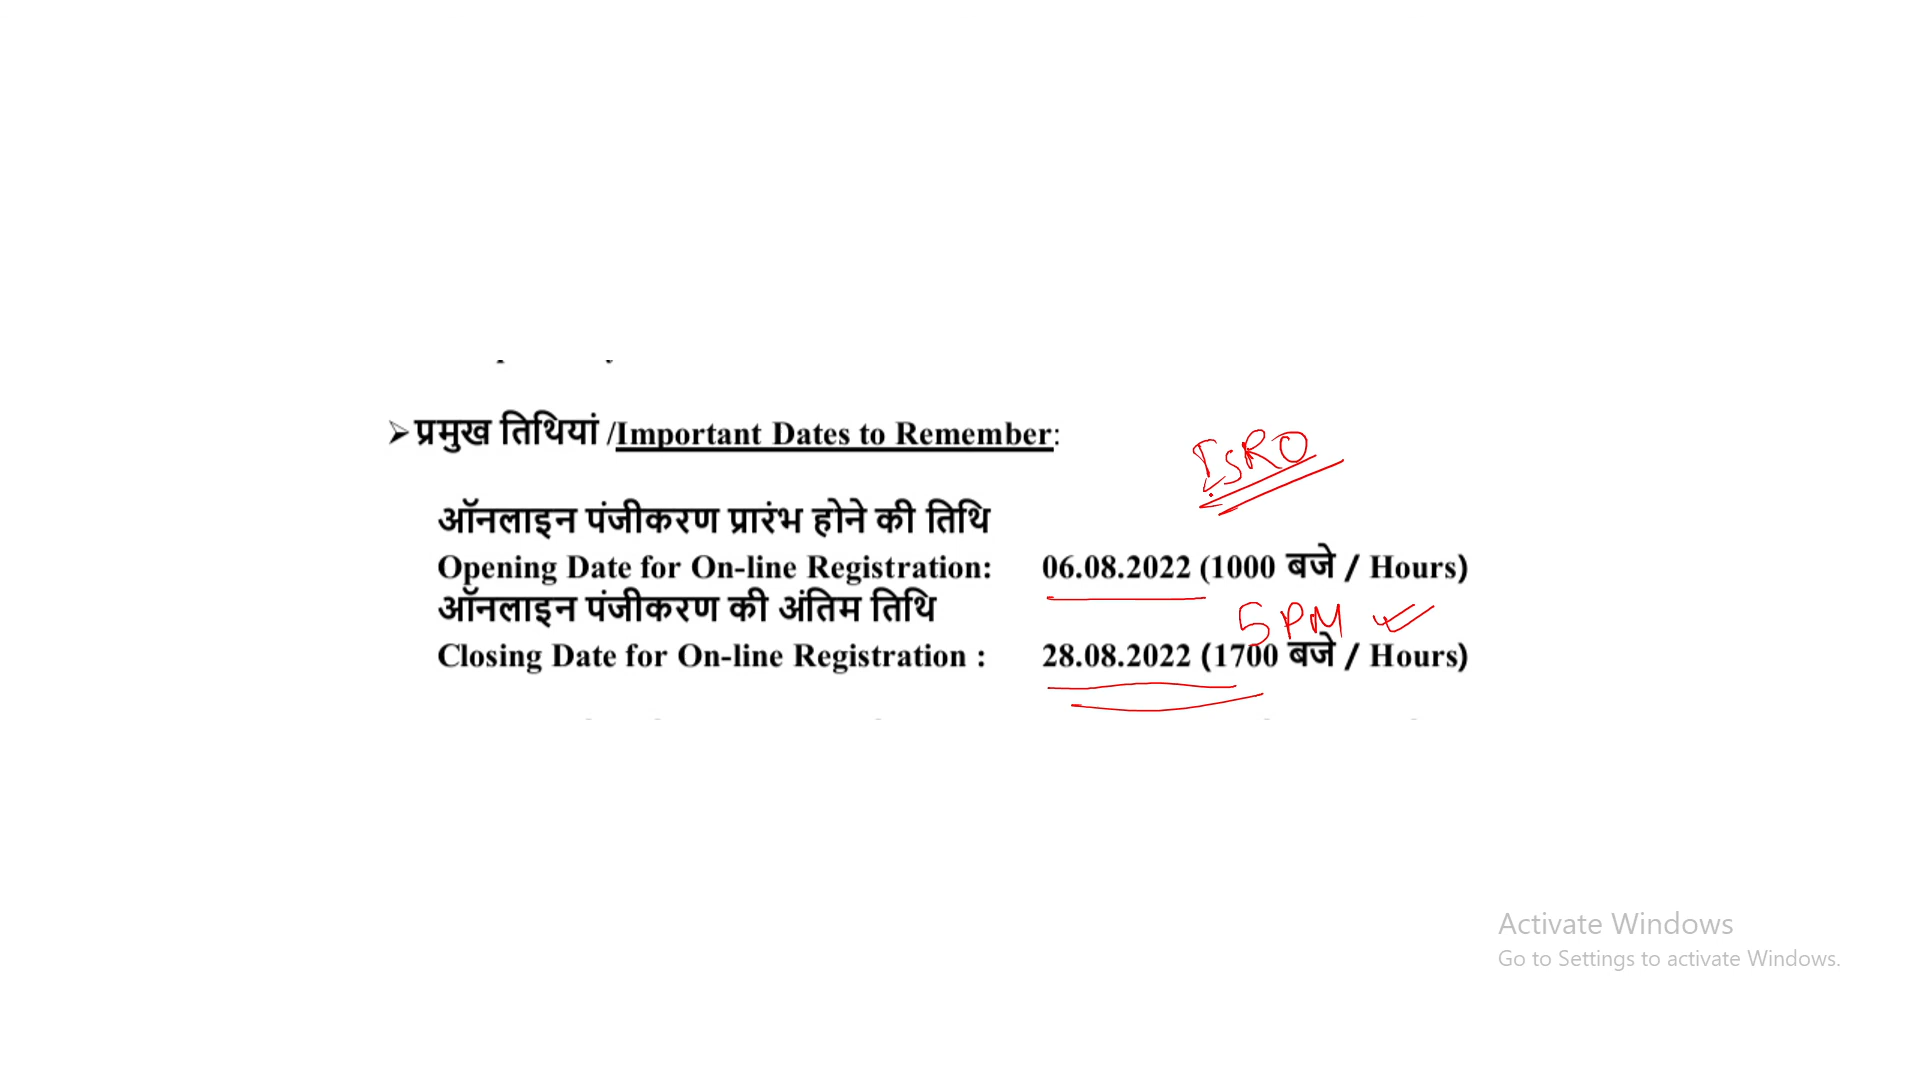 ➢प्रमुख तिथियां /Important Dates to Remember:
ISRO
ऑनलाइन पंजीकरण प्रारंभ होने की तिथि
Opening Date for On-line Registration: 06.08.2022 (1000 बजे / Hours)
ऑनलाइन पंजीकरण की अंतिम तिथि
5 PM ✓
Closing Date for On-line Registration : 28.08.2022 (1700 बजे / Hours)
Activate Windows
Go to Settings to activate Windows.